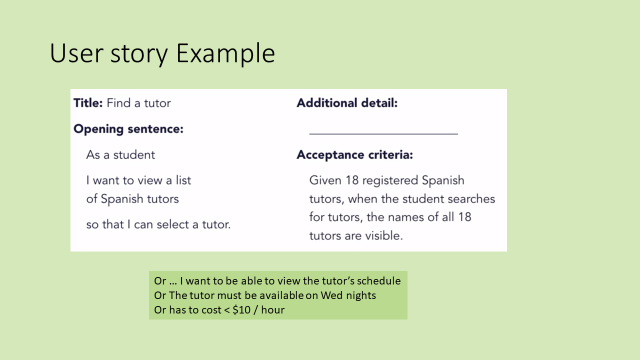 User story Example
Title: Find a tutor
Opening sentence:
As a student
I want to view a list
of Spanish tutors
so that I can select a tutor.
Additional detail:
Acceptance criteria:
Given 18 registered Spanish
tutors, when the student searches
for tutors, the names of all 18
tutors are visible.
Or … I want to be able to view the tutor’s schedule
Or The tutor must be available on Wed nights
Or has to cost < $10 / hour